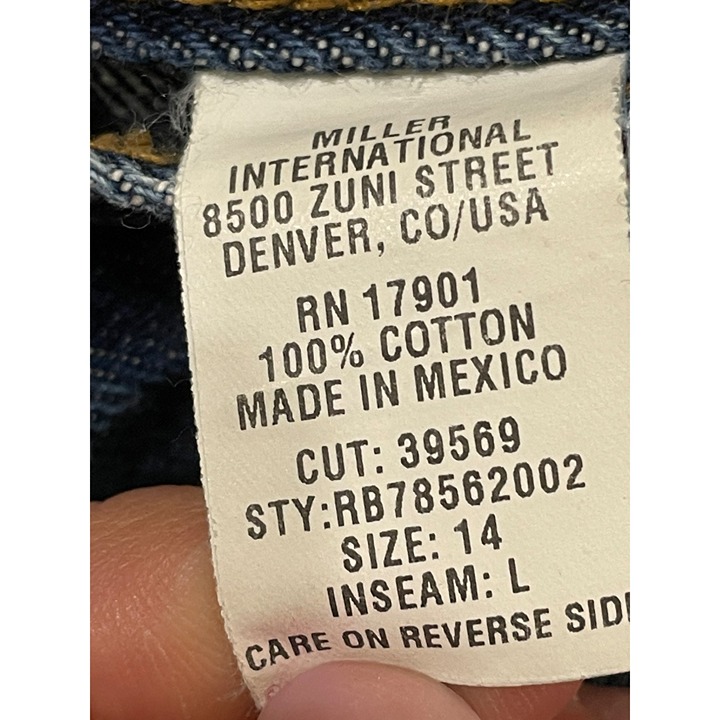 MILLER
INTERNATIONAL
8500 ZUNI STREET
DENVER, CO/USA
RN 17901
100% COTTON
MADE IN MEXICO
CUT: 39569
STY:RB78562002
SIZE: 14
INSEAM: L
CARE ON REVERSE SIDE